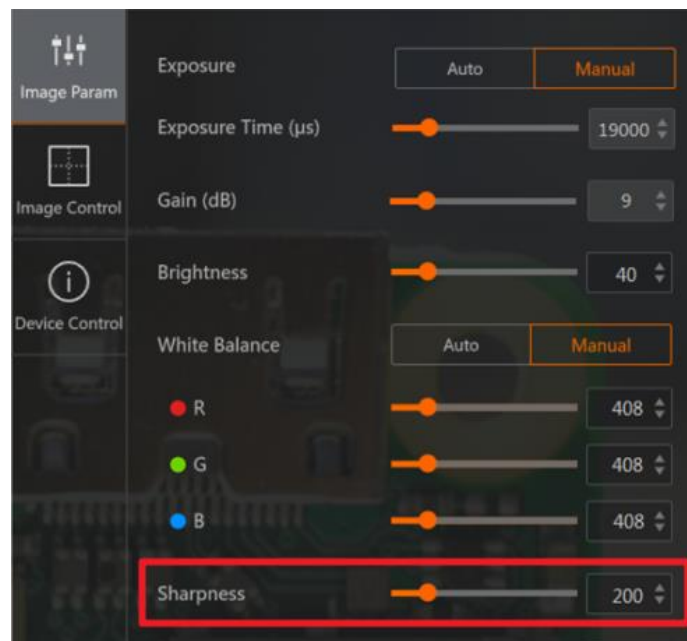 Image Param
Image Control
Device Control
Exposure Auto Manual
Exposure Time (μs) 19000
Gain (dB) 9
Brightness 40
White Balance Auto Manual
R 408
G 408
B 408
Sharpness 200